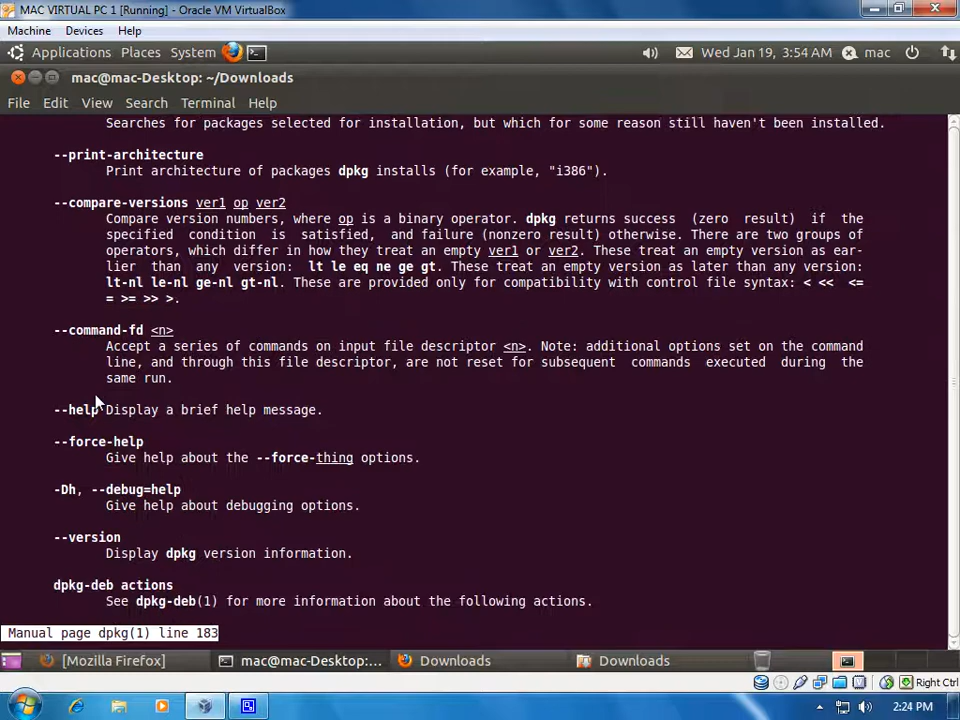 MAC VIRTUAL PC 1 [Running] - Oracle VM VirtualBox
Machine Devices Help
Applications Places System Wed Jan 19, 3:54 AM mac
mac@mac-Desktop: ~/Downloads
File Edit View Search Terminal Help
Searches for packages selected for installation, but which for some reason still haven't been installed.
--print-architecture
Print architecture of packages dpkg installs (for example, "i386").
--compare-versions ver1 op ver2
Compare version numbers, where op is a binary operator. dpkg returns success (zero result) if the
specified condition is satisfied, and failure (nonzero result) otherwise. There are two groups of
operators, which differ in how they treat an empty ver1 or ver2. These treat an empty version as ear-
lier than any version: lt le eq ne ge gt. These treat an empty version as later than any version:
lt-nl le-nl ge-nl gt-nl. These are provided only for compatibility with control file syntax: < << <=
= >= >> >.
--command-fd <n>
Accept a series of commands on input file descriptor <n>. Note: additional options set on the command
line, and through this file descriptor, are not reset for subsequent commands executed during the
same run.
--help Display a brief help message.
--force-help
Give help about the --force-thing options.
-Dh, --debug=help
Give help about debugging options.
--version
Display dpkg version information.
dpkg-deb actions
See dpkg-deb(1) for more information about the following actions.
Manual page dpkg(1) line 183
[Mozilla Firefox] mac@mac-Desktop:... Downloads Downloads
Right Ctrl
2:24 PM